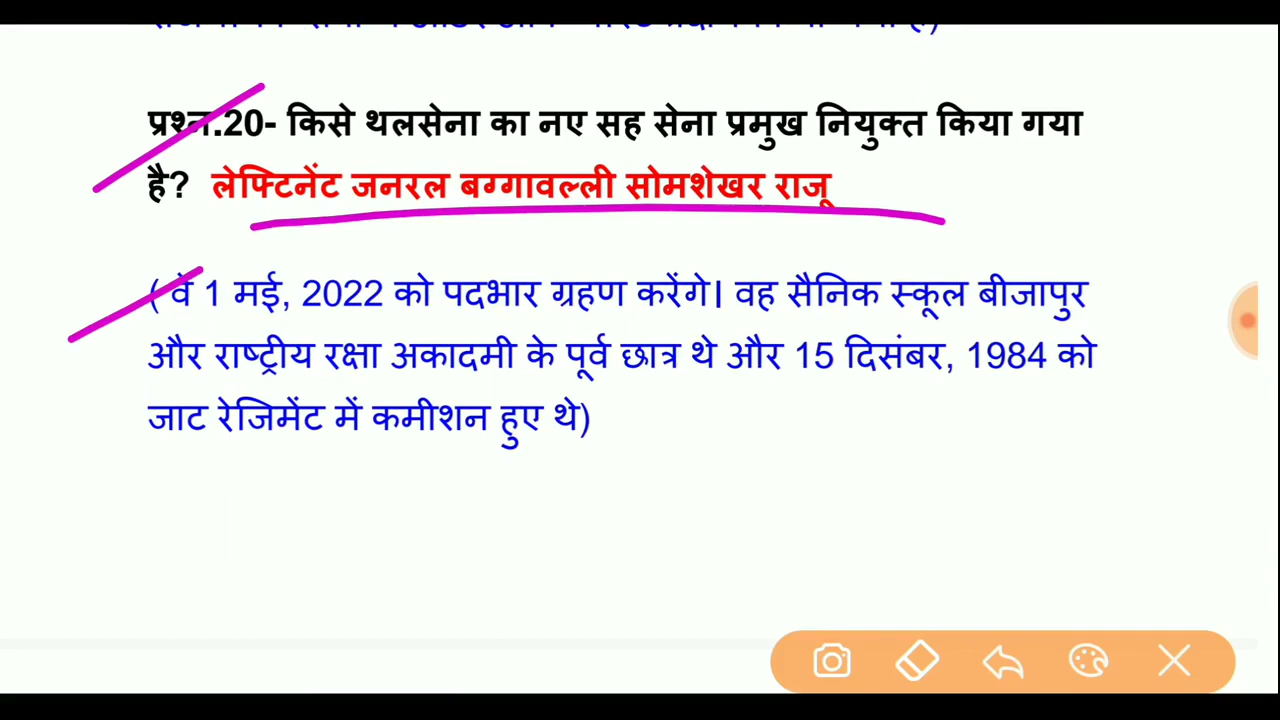 प्रश्न.20- किसे थलसेना का नए सह सेना प्रमुख नियुक्त किया गया
है? लेफ्टिनेंट जनरल बग्गावल्ली सोमशेखर राजू
( वे 1 मई, 2022 को पदभार ग्रहण करेंगे। वह सैनिक स्कूल बीजापुर
और राष्ट्रीय रक्षा अकादमी के पूर्व छात्र थे और 15 दिसंबर, 1984 को
जाट रेजिमेंट में कमीशन हुए थे)